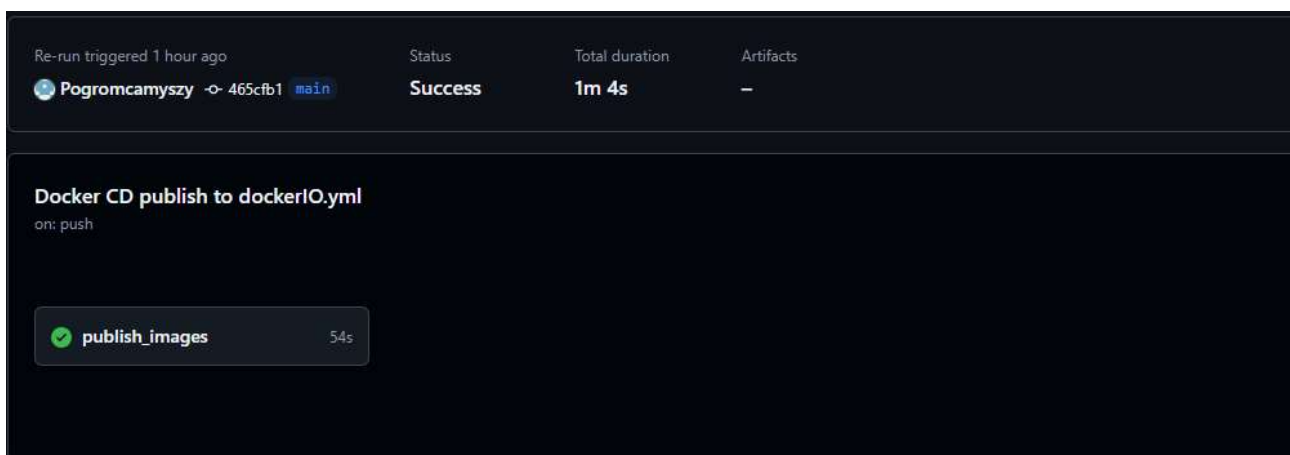 Re-run triggered 1 hour ago
Pogromcamyszy 465cfb1 main
Status
Success
Total duration
1m 4s
Artifacts
–
Docker CD publish to dockerIO.yml
on: push
publish_images 54s